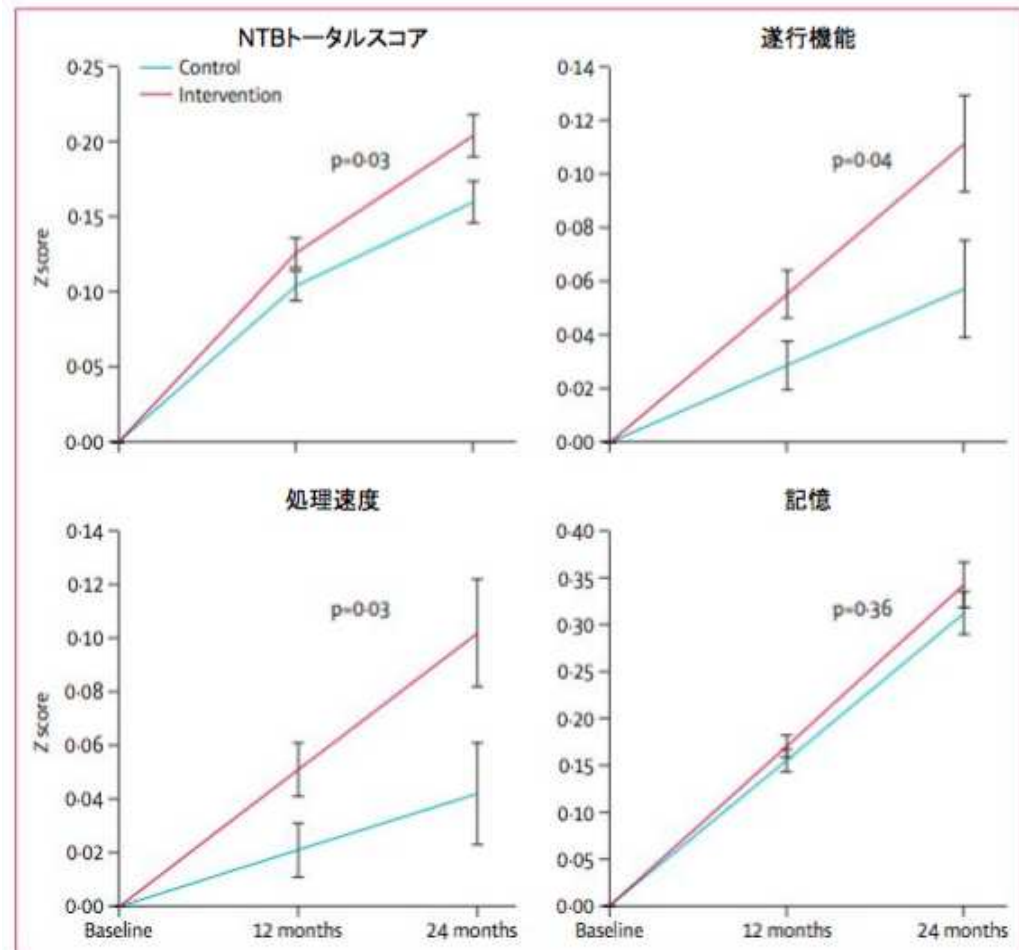 NTBトータルスコア
0·25
0·20
0·15
0·10
0·05
0·00
Z score
Control
Intervention
p=0·03
遂行機能
0·14
0·12
0·10
0·08
0·06
0·04
0·02
0·00
p=0·04
処理速度
0·14
0·12
0·10
0·08
0·06
0·04
0·02
0·00
Z score
p=0·03
Baseline
12 months
24 months
記憶
0·40
0·35
0·30
0·25
0·20
0·15
0·10
0·05
0·00
p=0·36
Baseline
12 months
24 months